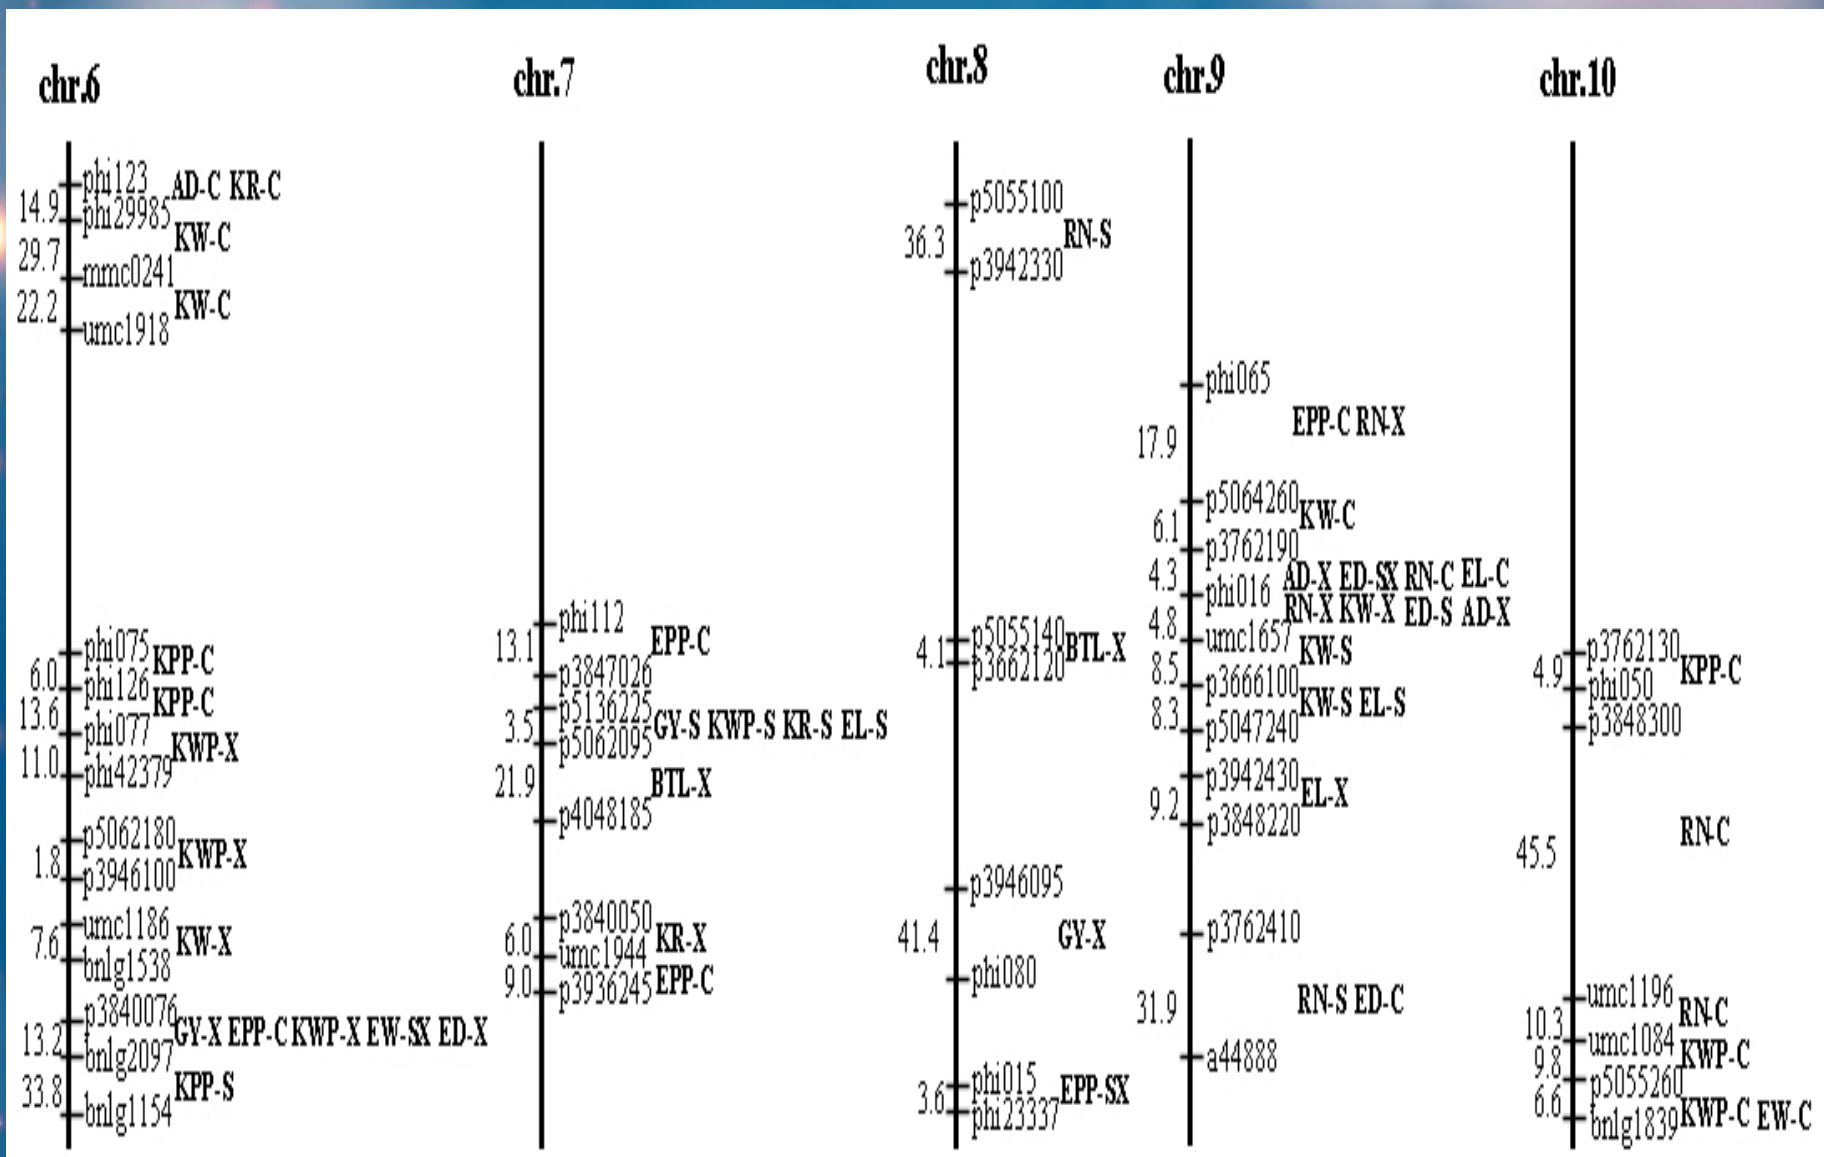 chr.6
phi123
AD-C KR-C
14.9
phi29985
KW-C
29.7
mmc0241
KW-C
22.2
umc1918
phi075
KPP-C
6.0
phi126
KPP-C
13.6
phi077
KWP-X
11.0
phi42379
p5062180
KWP-X
1.8
p3946100
umc1186
KW-X
7.6
bnlg1538
p3840076
GY-X EPP-C KWP-X EW-SX ED-X
13.2
bnlg2097
KPP-S
33.8
bnlg1154
chr.7
phi112
EPP-C
13.1
p3847026
p5136225
GY-S KWP-S KR-S EL-S
3.5
p5062095
BTL-X
21.9
p4048185
p3840050
KR-X
6.0
umc1944
EPP-C
9.0
p3936245
chr.8
p5055100
RN-S
36.3
p3942330
p5055140
BTL-X
4.1
p3662120
p3946095
GY-X
41.4
phi080
phi015
EPP-SX
3.6
phi23337
chr.9
phi065
EPP-C RN-X
17.9
p5064260
KW-C
6.1
p3762190
AD-X ED-SX RN-C EL-C
4.3
phi016
RN-X KW-X ED-S AD-X
4.8
umc1657
KW-S
8.5
p3666100
KW-S EL-S
8.3
p5047240
p3942430
EL-X
9.2
p3848220
p3762410
RN-S ED-C
31.9
a44888
chr.10
p3762130
KPP-C
4.9
phi050
p3848300
RN-C
45.5
umc1196
RN-C
10.3
umc1084
KWP-C
9.8
p5055260
6.6
KWP-C EW-C
bnlg1839